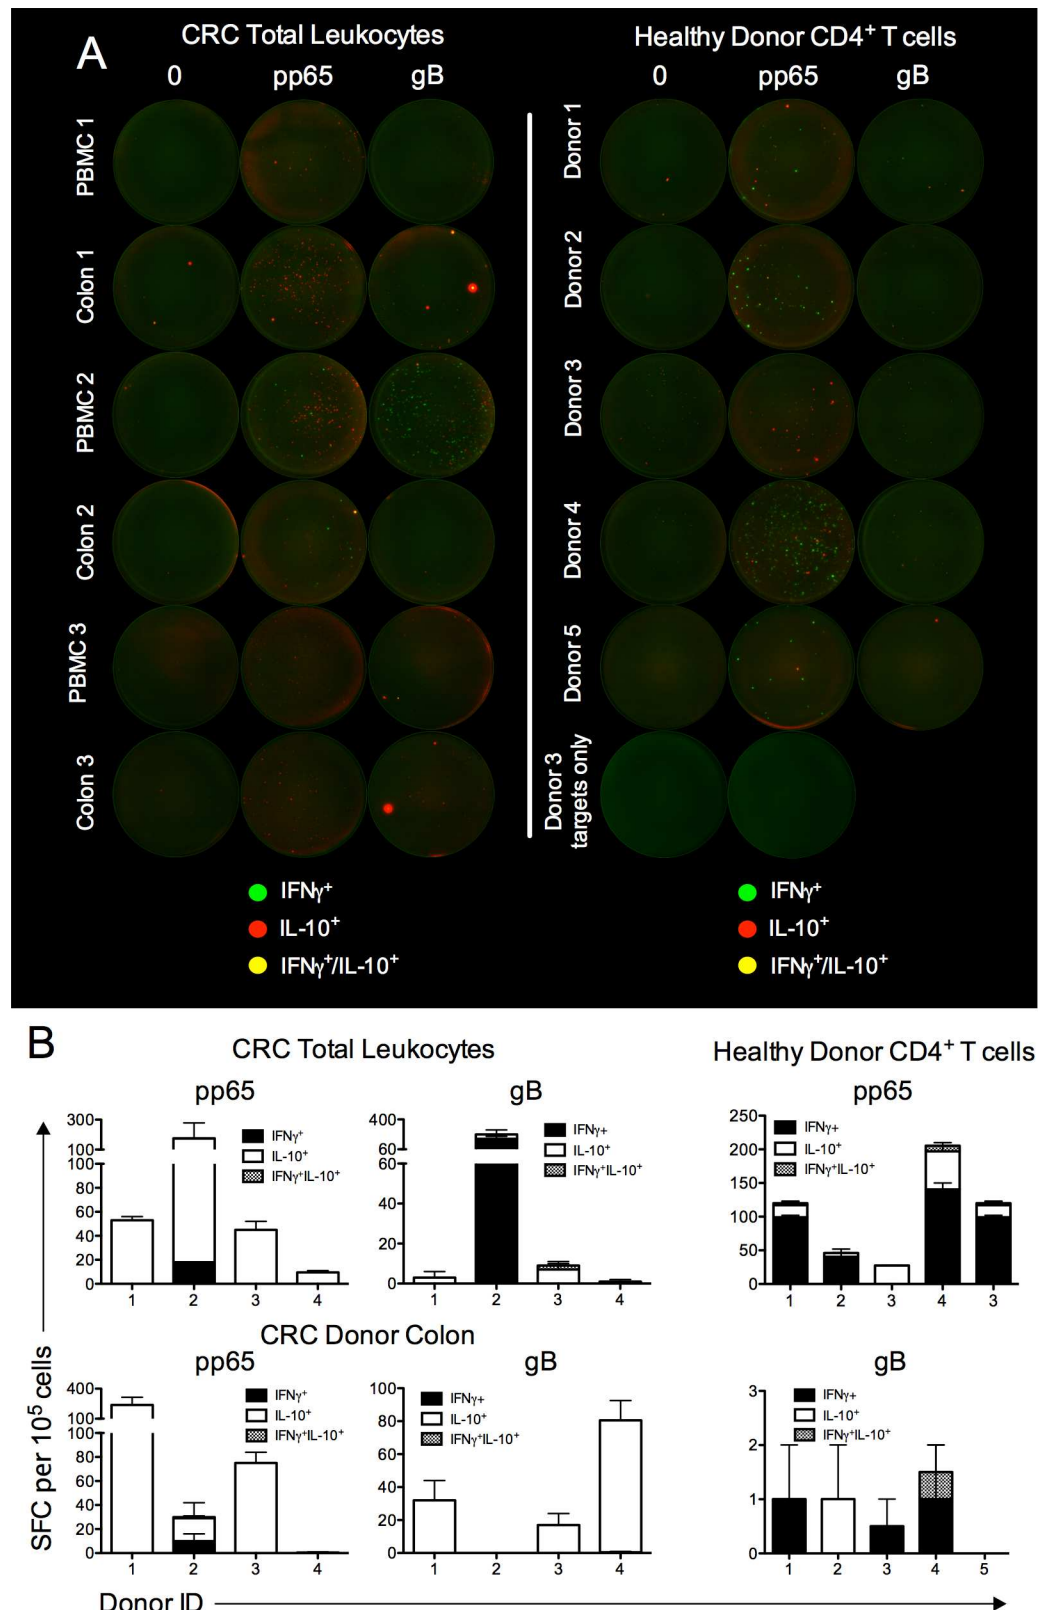 A
CRC Total Leukocytes
0 pp65 gB
PBMC 1
Colon 1
PBMC 2
Colon 2
PBMC 3
Colon 3
IFNγ⁺
IL-10⁺
IFNγ⁺/IL-10⁺
Healthy Donor CD4⁺ T cells
0 pp65 gB
Donor 1
Donor 2
Donor 3
Donor 4
Donor 5
Donor 3
targets only
IFNγ⁺
IL-10⁺
IFNγ⁺/IL-10⁺
B
SFC per 10⁵ cells
CRC Total Leukocytes
pp65
300
100
100
80
60
40
20
0
IFNγ⁺
IL-10⁺
IFNγ⁺IL-10⁺
1 2 3 4
gB
400
60
60
40
20
0
IFNγ+
IL-10⁺
IFNγ⁺IL-10⁺
1 2 3 4
Healthy Donor CD4⁺ T cells
pp65
250
200
150
100
50
0
IFNγ+
IL-10⁺
IFNγ⁺IL-10⁺
1 2 3 4 3
CRC Donor Colon
pp65
400
100
100
80
60
40
20
0
IFNγ⁺
IL-10⁺
IFNγ⁺IL-10⁺
1 2 3 4
gB
100
80
60
40
20
0
IFNγ+
IL-10⁺
IFNγ⁺IL-10⁺
1 2 3 4
gB
3
2
1
0
IFNγ+
IL-10⁺
IFNγ⁺IL-10⁺
1 2 3 4 5
Donor ID